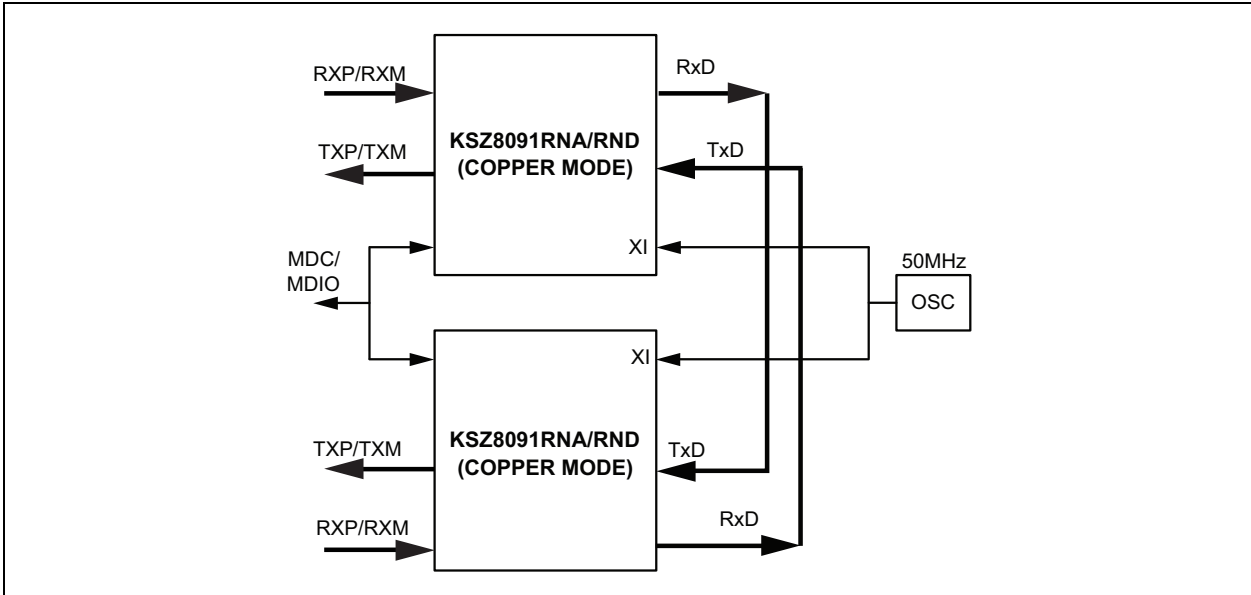 RXP/RXM
RxD
KSZ8091RNA/RND
(COPPER MODE)
TXP/TXM
TxD
XI
MDC/
MDIO
50MHz
OSC
XI
KSZ8091RNA/RND
(COPPER MODE)
TXP/TXM
TxD
RXP/RXM
RxD